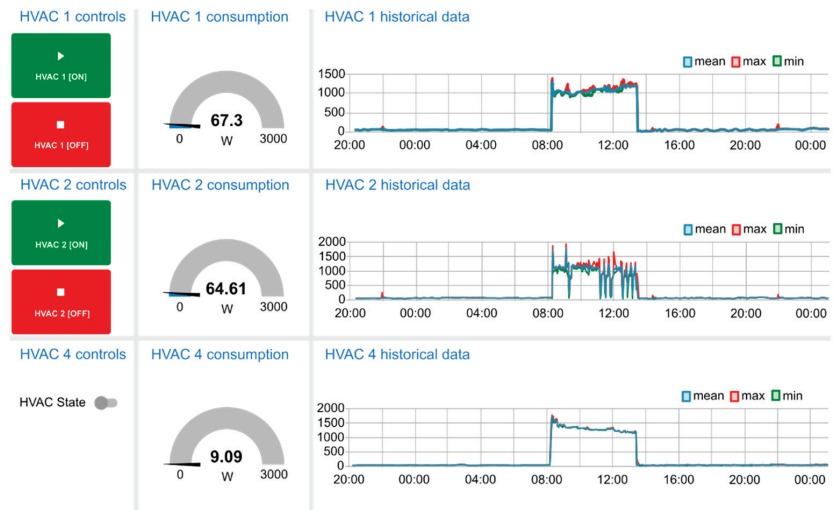 HVAC 1 controls
HVAC 1 consumption
HVAC 1 historical data
HVAC 1 [ON]
HVAC 1 [OFF]
67.3
W
0
3000
mean max min
1500
1000
500
0
20:00 00:00 04:00 08:00 12:00 16:00 20:00 00:00
HVAC 2 controls
HVAC 2 consumption
HVAC 2 historical data
HVAC 2 [ON]
HVAC 2 [OFF]
64.61
W
0
3000
mean max min
2000
1500
1000
500
0
20:00 00:00 04:00 08:00 12:00 16:00 20:00 00:00
HVAC 4 controls
HVAC 4 consumption
HVAC 4 historical data
HVAC State
9.09
W
0
3000
mean max min
2000
1500
1000
500
0
20:00 00:00 04:00 08:00 12:00 16:00 20:00 00:00